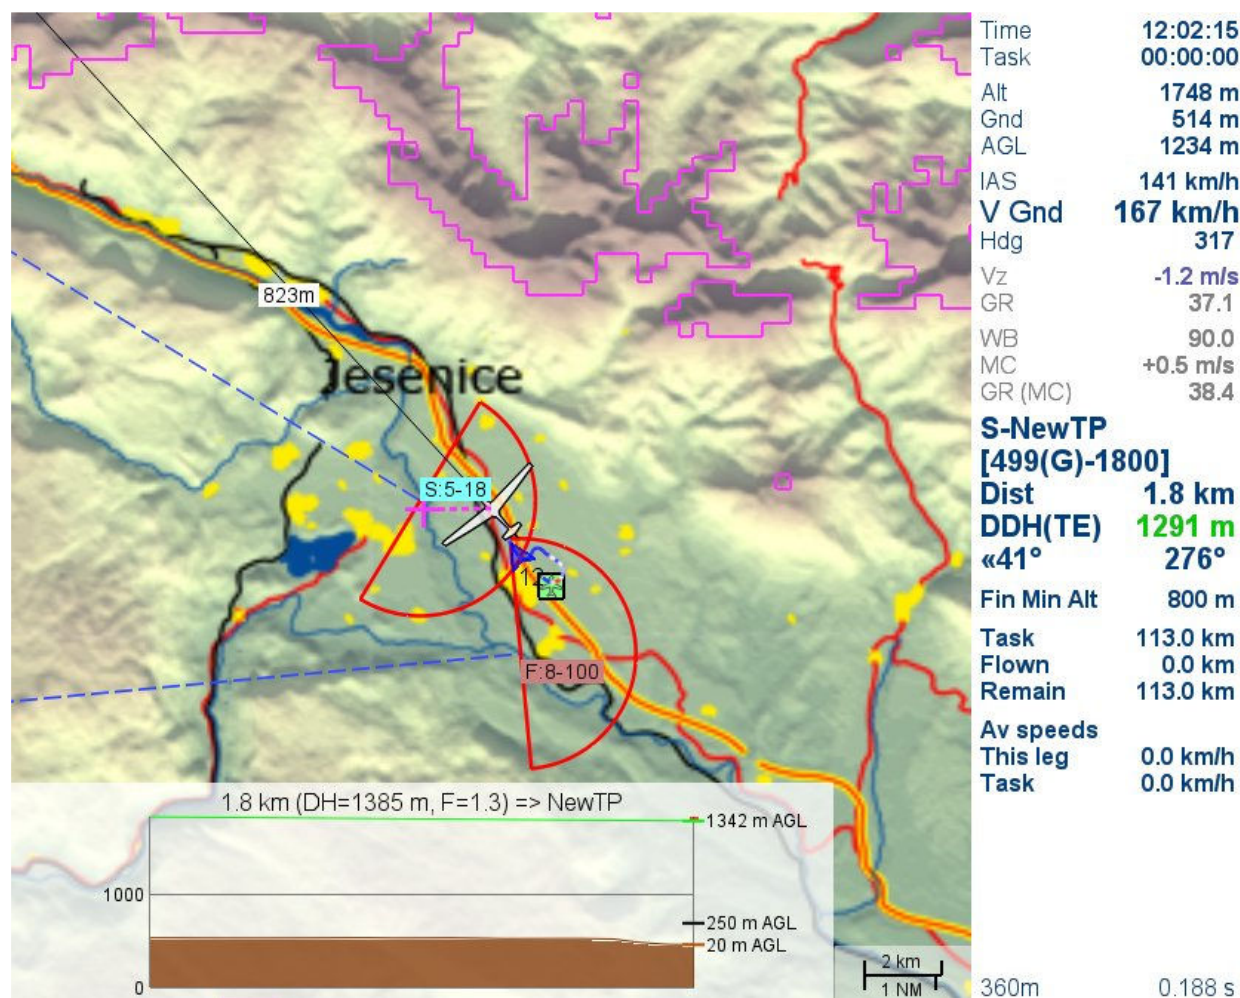 823m
Jesenice
S:5-18
12
F:8-100
1.8 km (DH=1385 m, F=1.3) => NewTP
1342 m AGL
1000
250 m AGL
20 m AGL
0
2 km
1 NM
Time 12:02:15
Task 00:00:00
Alt 1748 m
Gnd 514 m
AGL 1234 m
IAS 141 km/h
V Gnd 167 km/h
Hdg 317
Vz -1.2 m/s
GR 37.1
WB 90.0
MC +0.5 m/s
GR (MC) 38.4
S-NewTP
[499(G)-1800]
Dist 1.8 km
DDH(TE) 1291 m
«41° 276°
Fin Min Alt 800 m
Task 113.0 km
Flown 0.0 km
Remain 113.0 km
Av speeds
This leg 0.0 km/h
Task 0.0 km/h
360m 0.188 s